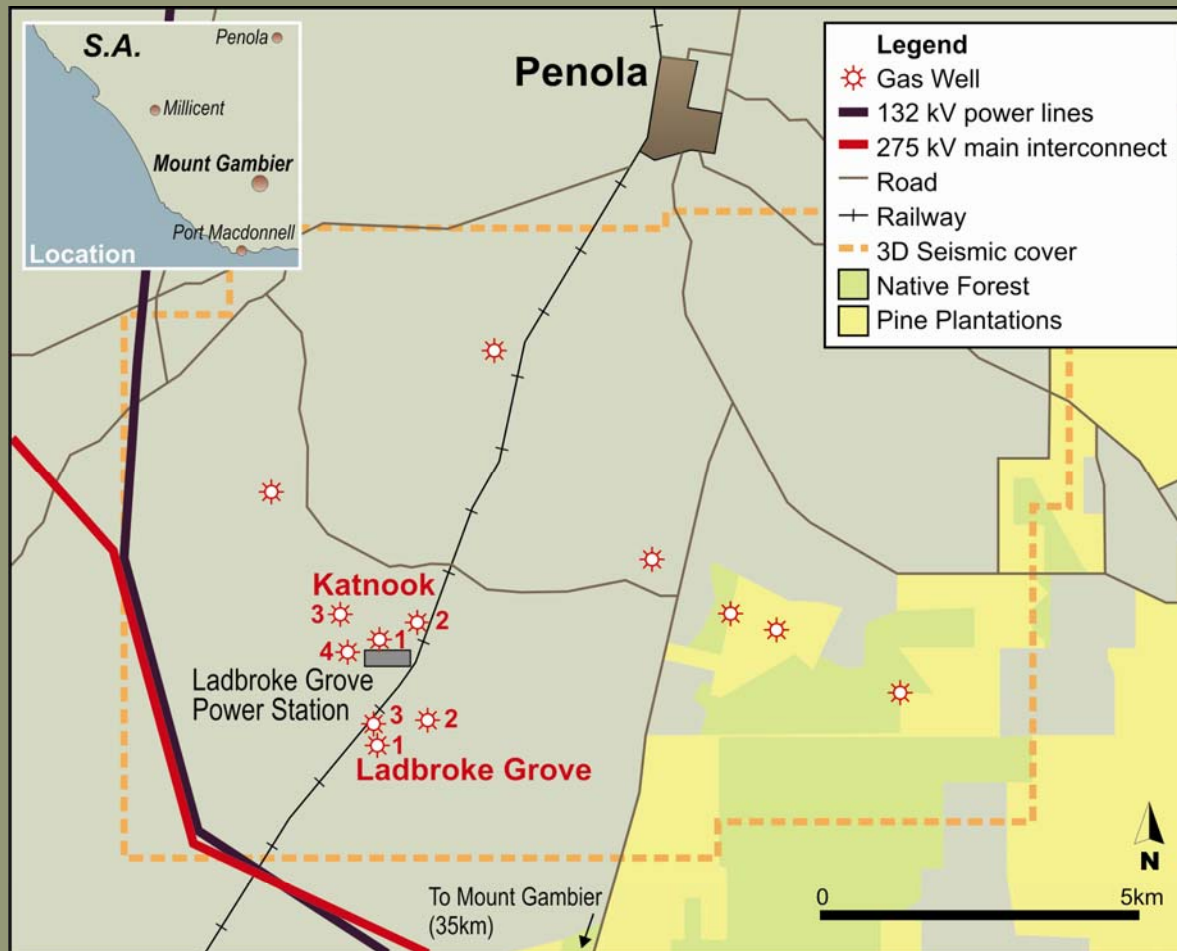 S.A.
Penola
Millicent
Mount Gambier
Port Macdonnell
Location
Penola
Legend
Gas Well
132 kV power lines
275 kV main interconnect
Road
Railway
3D Seismic cover
Native Forest
Pine Plantations
Katnook
3
2
1
4
Ladbroke Grove
Power Station
3
2
1
Ladbroke Grove
To Mount Gambier
(35km)
N
0 5km